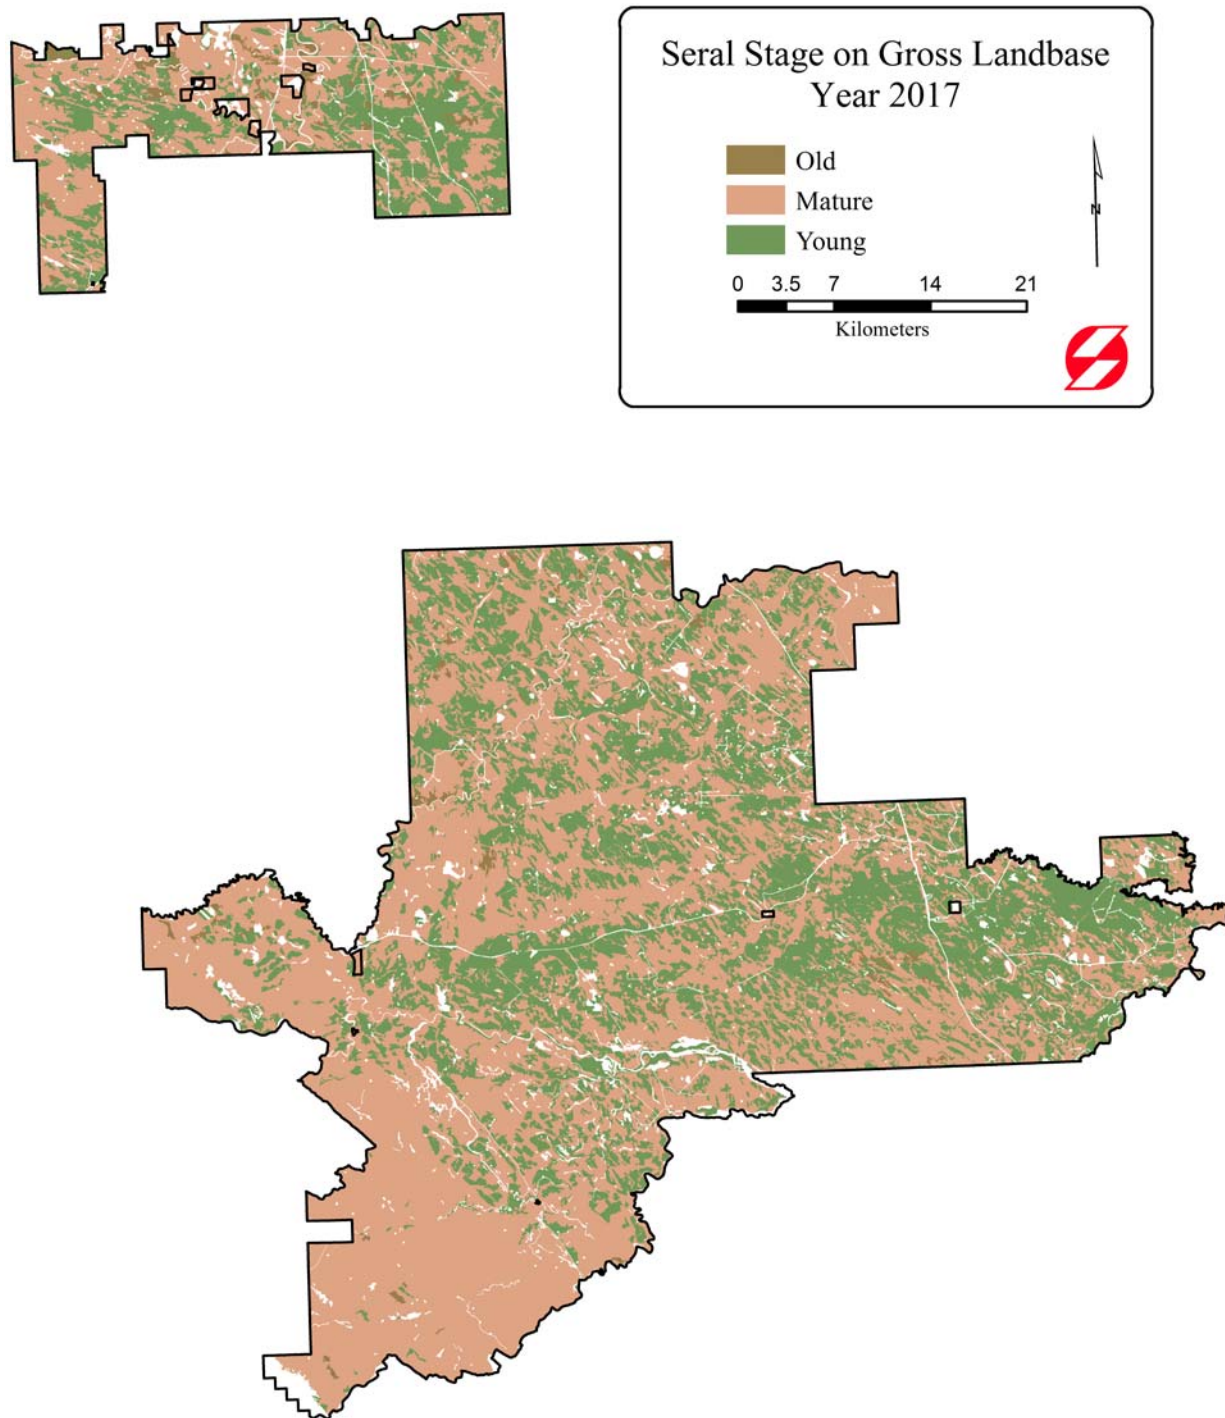 Seral Stage on Gross Landbase
Year 2017
Old
Mature
Young
0 3.5 7 14 21
Kilometers
N